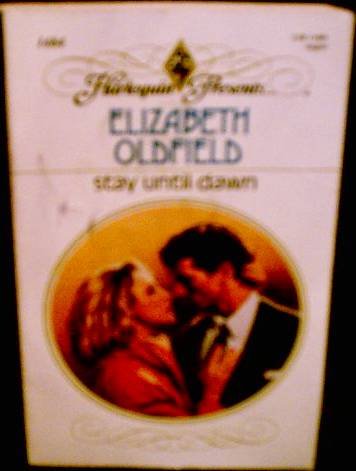 Harlequin Presents...
ELIZABETH
OLDFIELD
stay until dawn